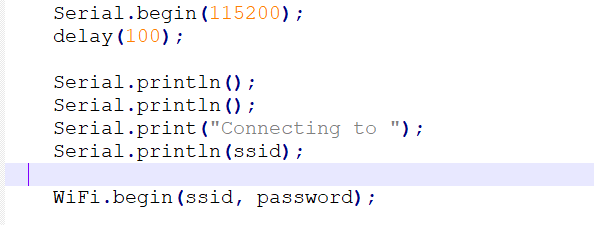 Serial.begin(115200);
delay(100);
Serial.println();
Serial.println();
Serial.print("Connecting to ");
Serial.println(ssid);
WiFi.begin(ssid, password);